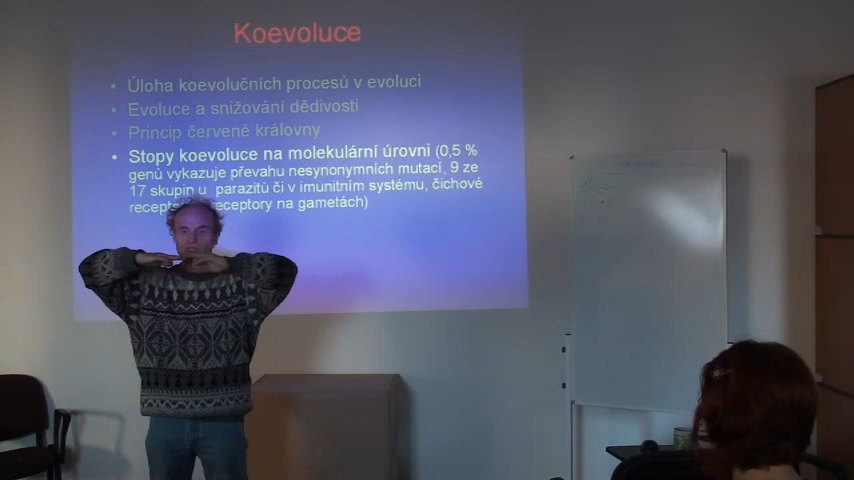 Koevoluce
• Úloha koevolučních procesů v evoluci
• Evoluce a snižování dědivosti
• Princip červené královny
• Stopy koevoluce na molekulární úrovni (0,5 %
genů vykazuje převahu nesynonymních mutací, 9 ze
17 skupin u parazitů či v imunitním systému, čichové
receptory na gametách)